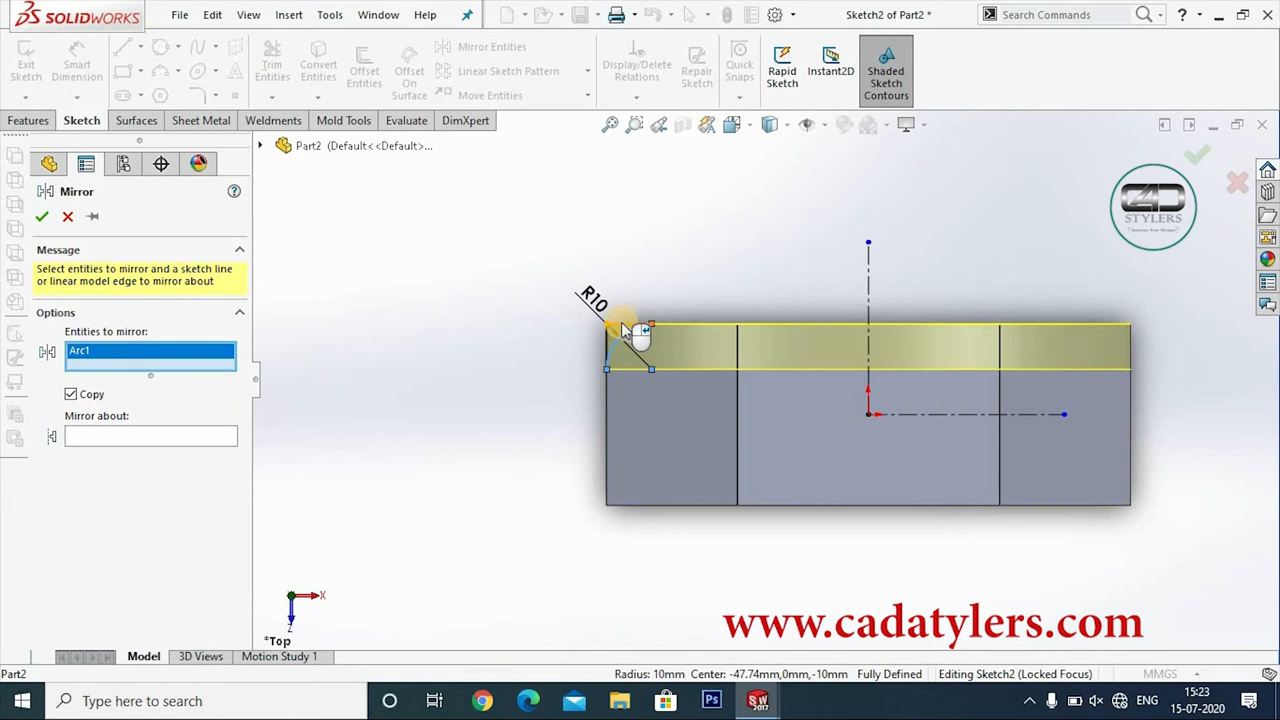 SOLIDWORKS File Edit View Insert Tools Window Help Sketch2 of Part2 * Search Commands ?
Exit Sketch Smart Dimension Trim Entities Convert Entities Offset Entities Offset On Surface Mirror Entities Linear Sketch Pattern Move Entities Display/Delete Relations Repair Sketch Quick Snaps Rapid Sketch Instant2D Shaded Sketch Contours
Features Sketch Surfaces Sheet Metal Weldments Mold Tools Evaluate DimXpert
Part2 (Default<<Default>...
Mirror
Message
Select entities to mirror and a sketch line
or linear model edge to mirror about
Options
Entities to mirror:
Arc1
Copy
Mirror about:
R10
STYLERS
X
Z
*Top
www.cadatylers.com
Model 3D Views Motion Study 1
Part2 Radius: 10mm Center: -47.74mm,0mm,-10mm Fully Defined Editing Sketch2 (Locked Focus) MMGS
Type here to search Ps SW 2017 ENG 15:23
15-07-2020